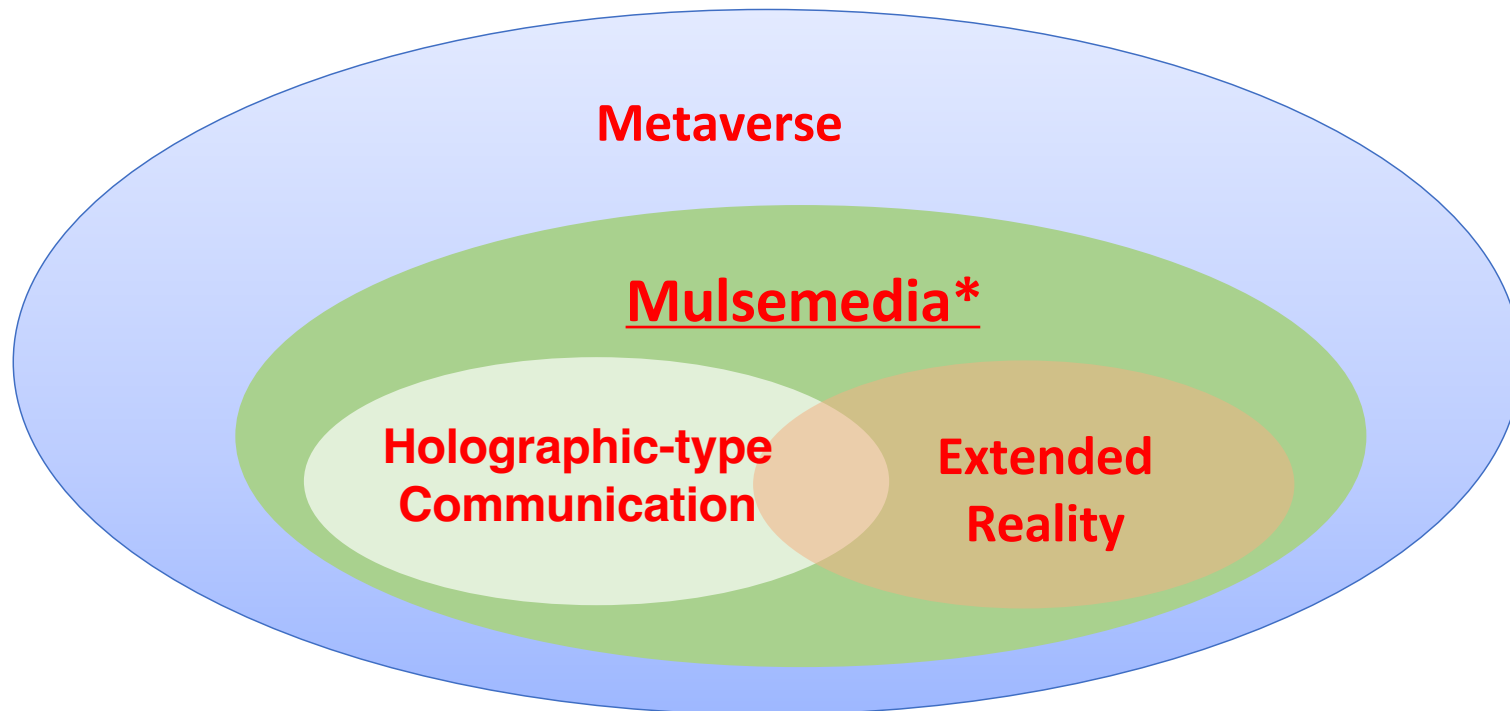 Metaverse
Mulsemedia*
Holographic-type
Communication
Extended
Reality